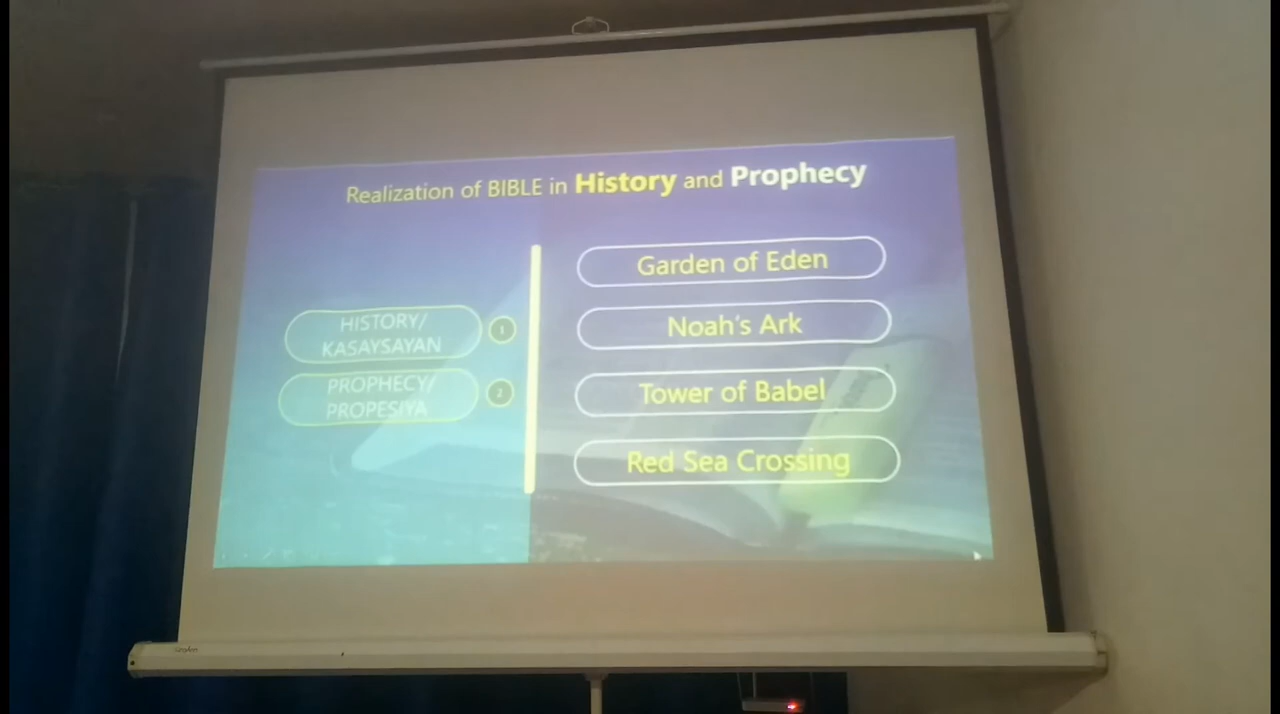 Realization of BIBLE in History and Prophecy
HISTORY/
KASAYSAYAN
1
PROPHECY/
PROPESIYA
2
Garden of Eden
Noah's Ark
Tower of Babel
Red Sea Crossing